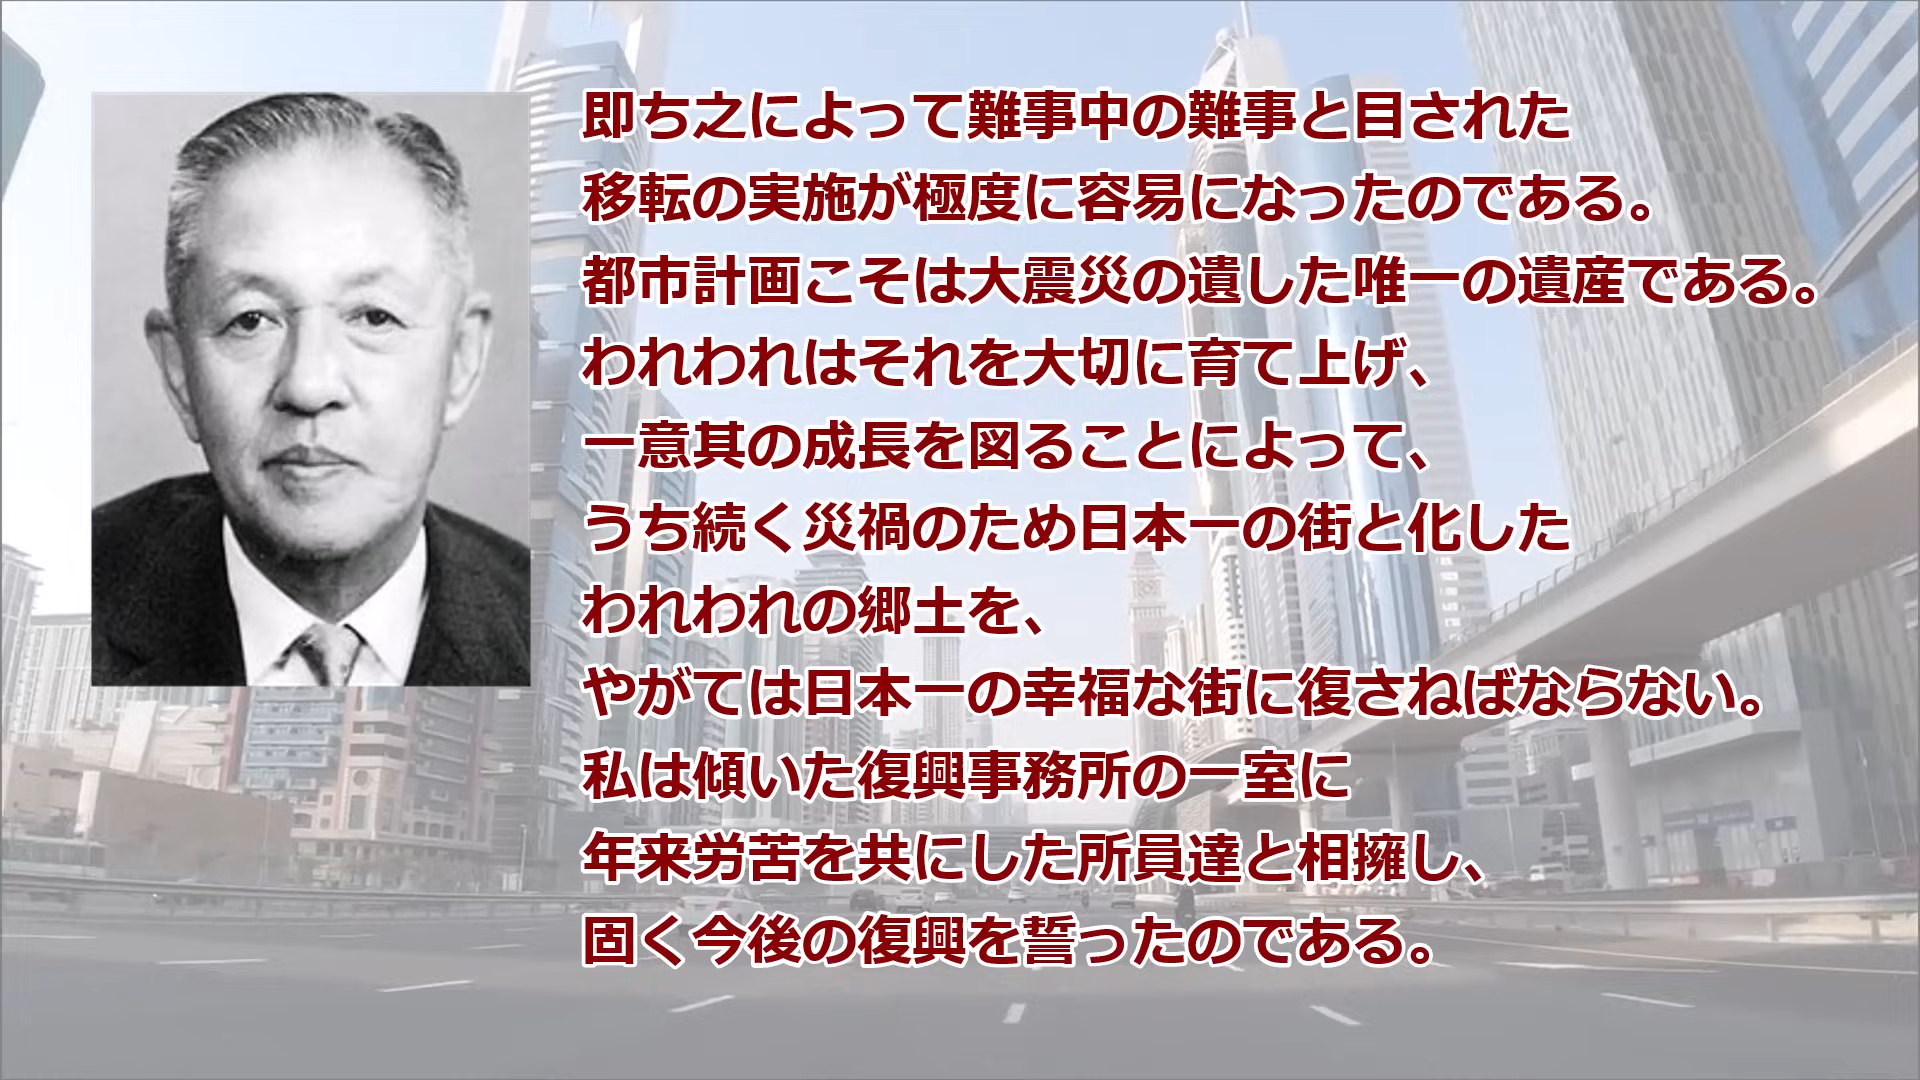 即ち之によって難事中の難事と目された
移転の実施が極度に容易になったのである。
都市計画こそは大震災の遺した唯一の遺産である。
われわれはそれを大切に育て上げ、
一意其の成長を図ることによって、
うち続く災禍のため日本一の街と化した
われわれの郷土を、
やがては日本一の幸福な街に復さねばならない。
私は傾いた復興事務所の一室に
年来労苦を共にした所員達と相擁し、
固く今後の復興を誓ったのである。